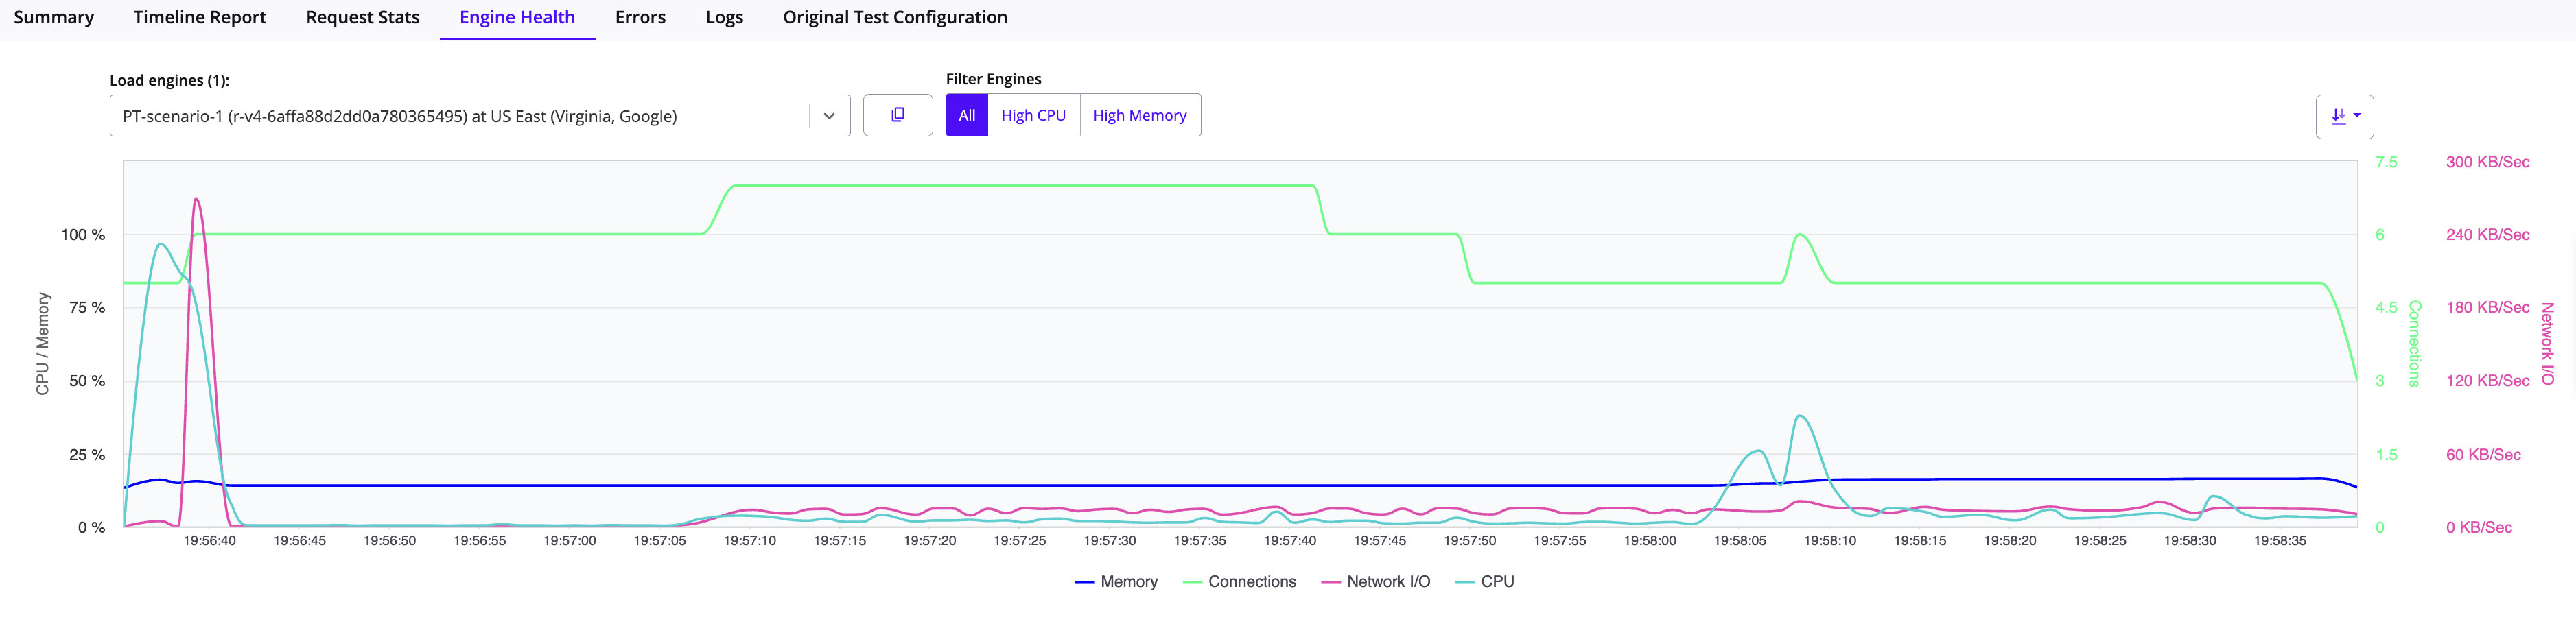 Summary Timeline Report Request Stats Engine Health Errors Logs Original Test Configuration
Load engines (1):
Filter Engines
PT-scenario-1 (r-v4-6affa88d2dd0a780365495) at US East (Virginia, Google)
All High CPU High Memory
7.5 300 KB/Sec
100 % 6 240 KB/Sec
75 % 4.5 180 KB/Sec
50 % 3 120 KB/Sec
25 % 1.5 60 KB/Sec
0 % 0 0 KB/Sec
CPU / Memory
Connections
Network I/O
19:56:40 19:56:45 19:56:50 19:56:55 19:57:00 19:57:05 19:57:10 19:57:15 19:57:20 19:57:25 19:57:30 19:57:35 19:57:40 19:57:45 19:57:50 19:57:55 19:58:00 19:58:05 19:58:10 19:58:15 19:58:20 19:58:25 19:58:30 19:58:35
Memory Connections Network I/O CPU